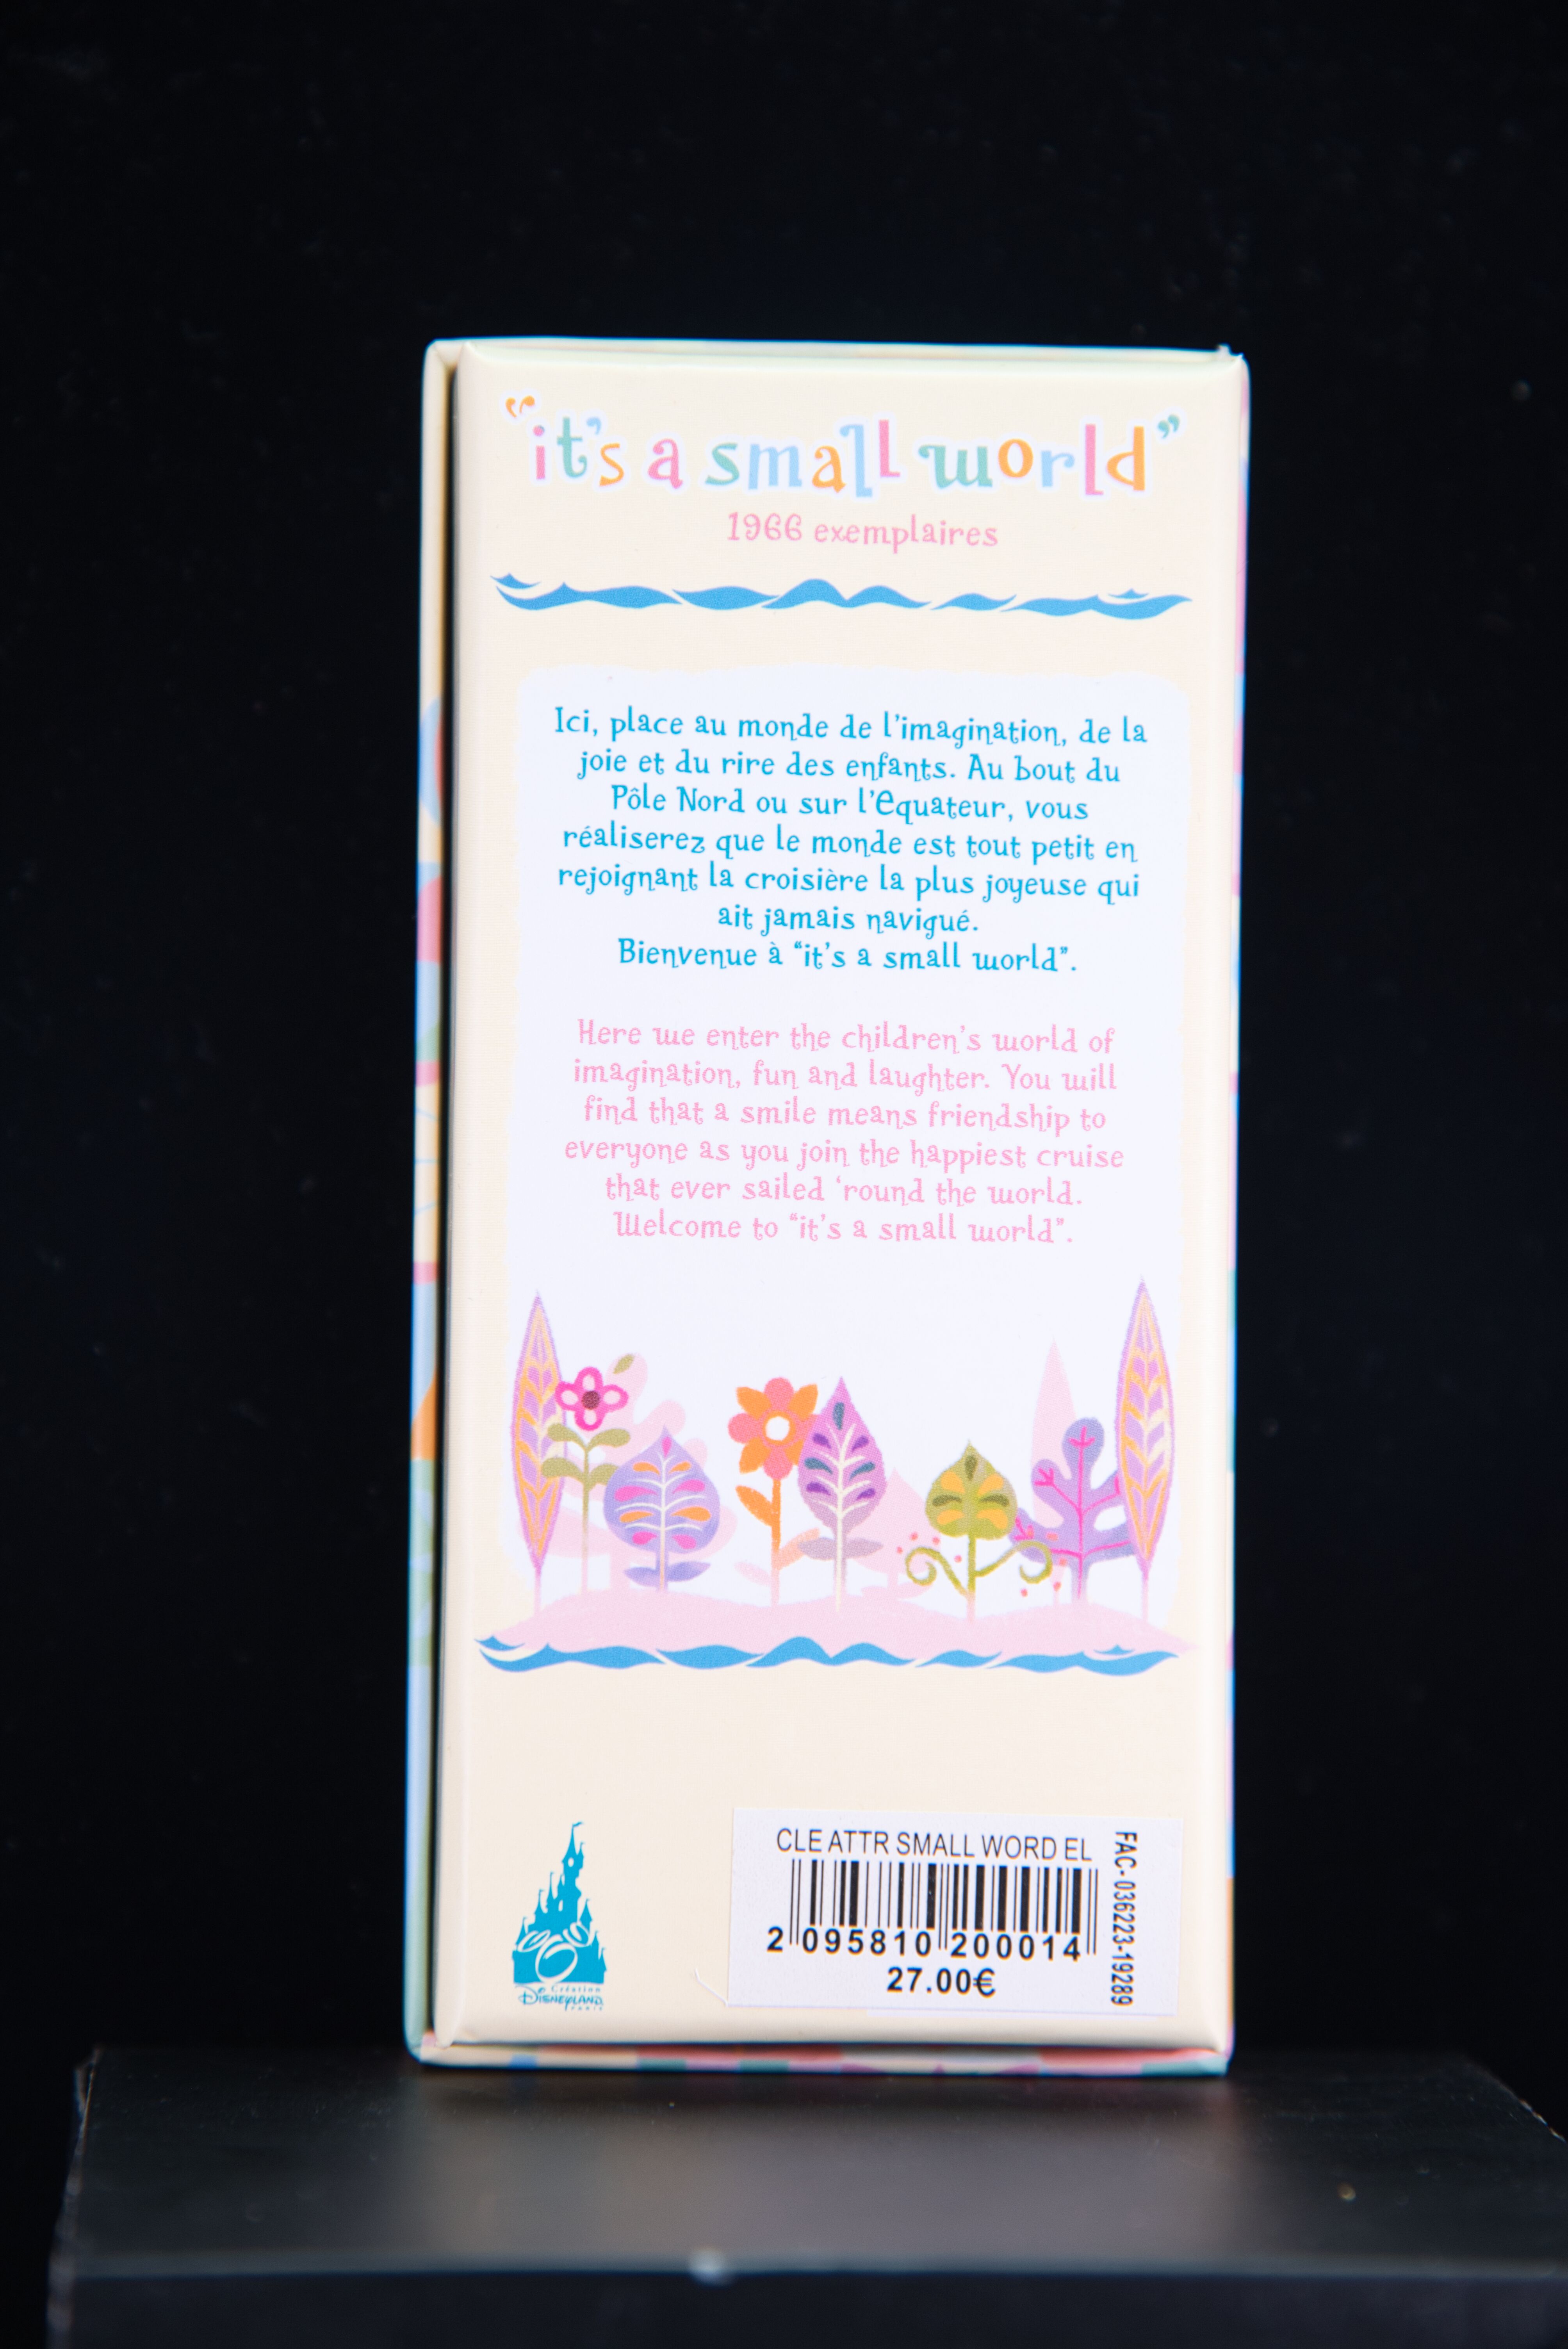 “it’s a small world”
1966 exemplaires
Ici, place au monde de l’imagination, de la
joie et du rire des enfants. Au bout du
Pôle Nord ou sur l’Equateur, vous
réaliserez que le monde est tout petit en
rejoignant la croisière la plus joyeuse qui
ait jamais navigué.
Bienvenue à “it’s a small world”.
Here we enter the children’s world of
imagination, fun and laughter. You will
find that a smile means friendship to
everyone as you join the happiest cruise
that ever sailed ‘round the world.
Welcome to “it’s a small world”.
Création
Disneyland
PARIS
CLE ATTR SMALL WORD EL
2 095810 200014
27.00€
FAC- 036223-19289